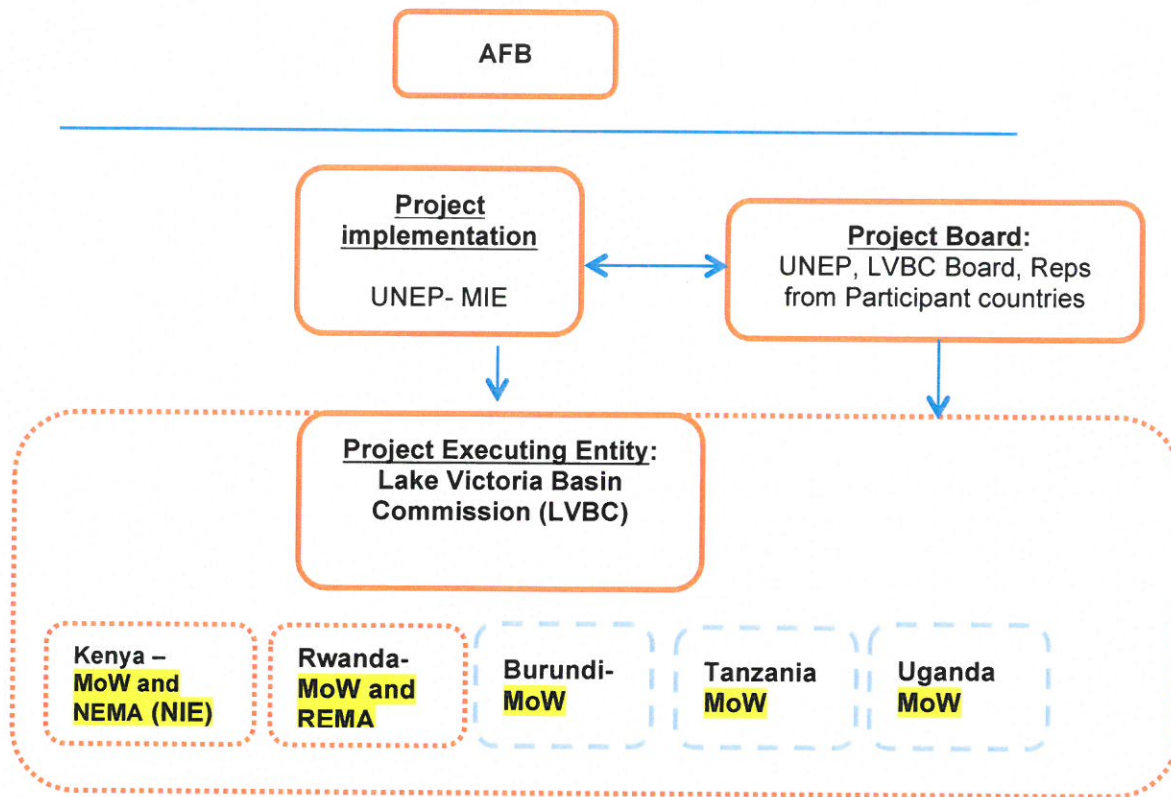 AFB
Project
implementation
UNEP- MIE
Project Board:
UNEP, LVBC Board, Reps
from Participant countries
Project Executing Entity:
Lake Victoria Basin
Commission (LVBC)
Kenya –
MoW and
NEMA (NIE)
Rwanda-
MoW and
REMA
Burundi-
MoW
Tanzania
MoW
Uganda
MoW